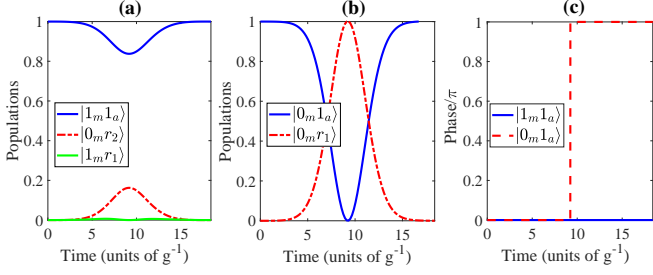 (a)
1
0.8
0.6
0.4
0.2
0
Populations
|1ₘ1ₐ⟩
|0ₘr₂⟩
|1ₘr₁⟩
0 5 10 15
Time (units of g⁻¹)
(b)
1
0.8
0.6
0.4
0.2
0
Populations
|0ₘ1ₐ⟩
|0ₘr₁⟩
0 5 10 15
Time (units of g⁻¹)
(c)
1
0.8
0.6
0.4
0.2
0
Phase/π
|1ₘ1ₐ⟩
|0ₘ1ₐ⟩
0 5 10 15
Time (units of g⁻¹)